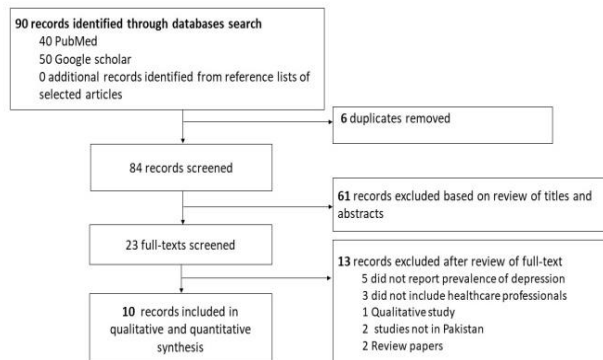 90 records identified through databases search
40 PubMed
50 Google scholar
0 additional records identified from reference lists of
selected articles
6 duplicates removed
84 records screened
61 records excluded based on review of titles and
abstracts
23 full-texts screened
13 records excluded after review of full-text
5 did not report prevalence of depression
3 did not include healthcare professionals
1 Qualitative study
2 studies not in Pakistan
2 Review papers
10 records included in
qualitative and quantitative
synthesis